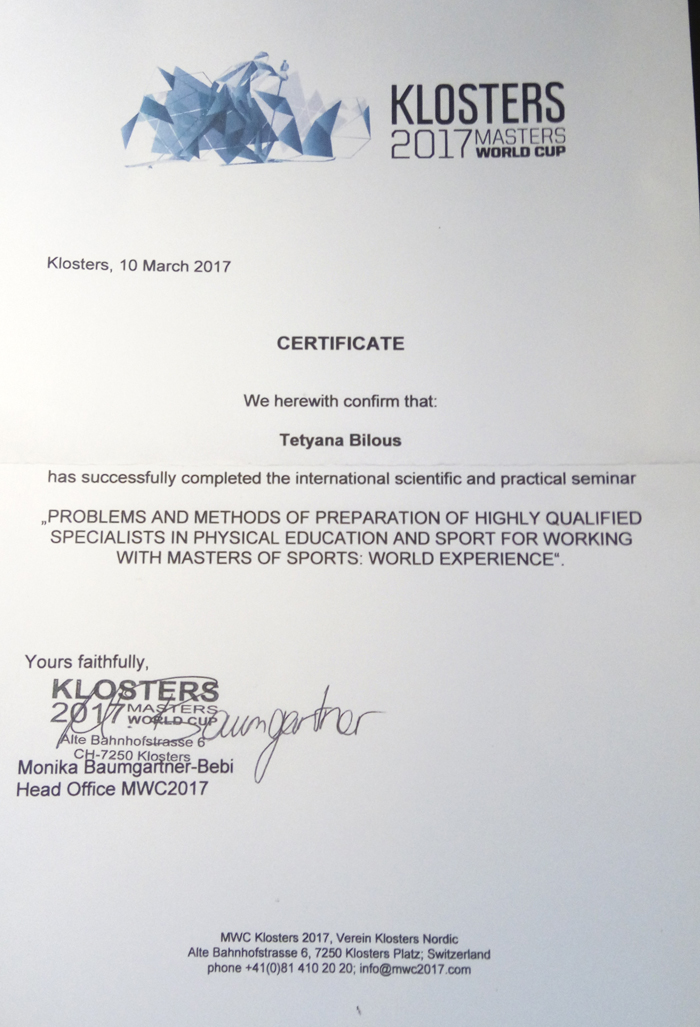 KLOSTERS
2017 MASTERS
WORLD CUP
Klosters, 10 March 2017
CERTIFICATE
We herewith confirm that:
Tetyana Bilous
has successfully completed the international scientific and practical seminar
„PROBLEMS AND METHODS OF PREPARATION OF HIGHLY QUALIFIED
SPECIALISTS IN PHYSICAL EDUCATION AND SPORT FOR WORKING
WITH MASTERS OF SPORTS: WORLD EXPERIENCE“.
Yours faithfully,
KLOSTERS
2017 MASTERS
WORLD CUP
Baumgartner
Alte Bahnhofstrasse 6
CH-7250 Klosters
Monika Baumgartner-Bebi
Head Office MWC2017
MWC Klosters 2017, Verein Klosters Nordic
Alte Bahnhofstrasse 6, 7250 Klosters Platz; Switzerland
phone +41(0)81 410 20 20; info@mwc2017.com